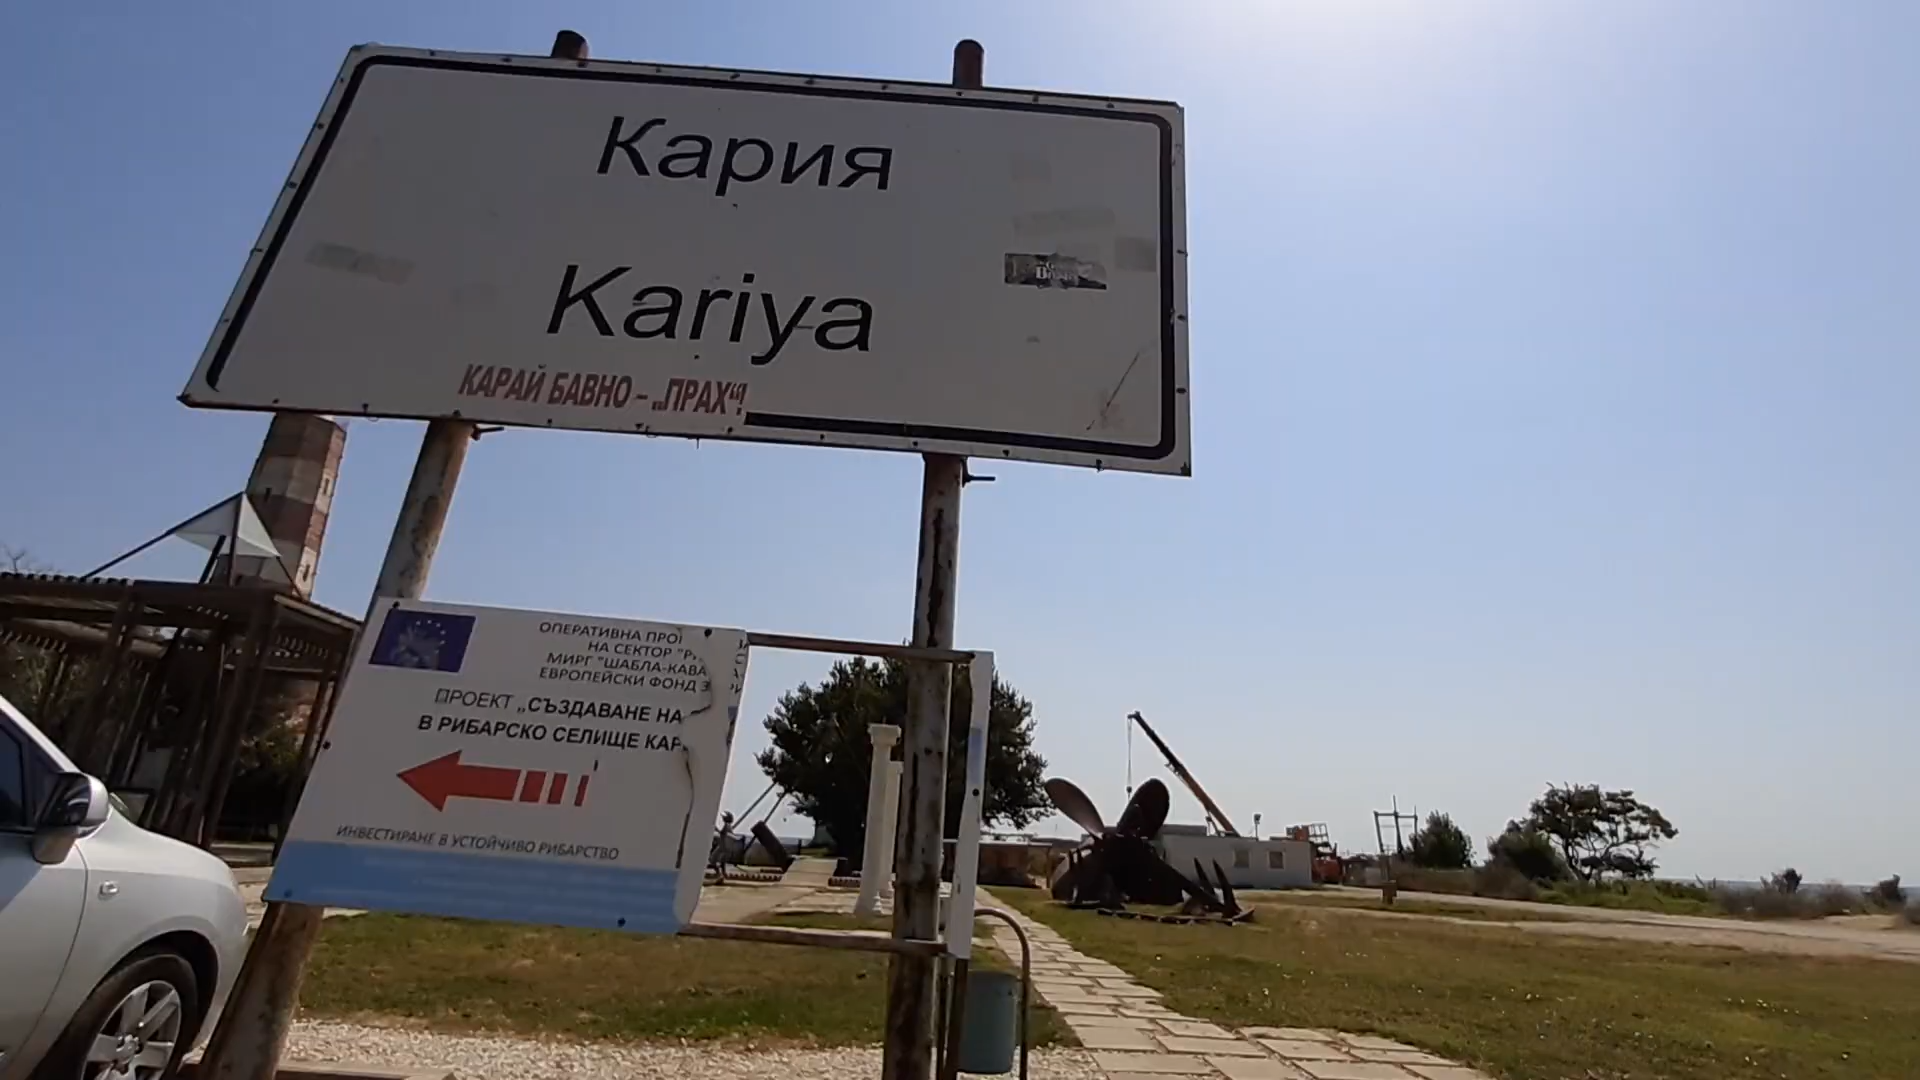 Кария
Kariya
КАРАЙ БАВНО – „ПРАХ“!
ОПЕРАТИВНА
НА СЕКТОР
МИРГ "ШАБЛА-КАВА
ЕВРОПЕЙСКИ ФОНД З
ПРОЕКТ „СЪЗДАВАНЕ НА
В РИБАРСКО СЕЛИЩЕ КАР
ИНВЕСТИРАНЕ В УСТОЙЧИВО РИБАРСТВО